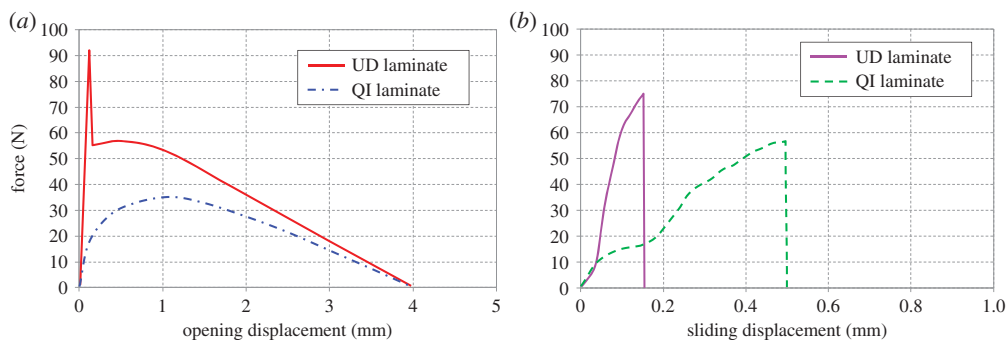 (a)
100
90
80
70
60
50
40
30
20
10
0
force (N)
UD laminate
QI laminate
0 1 2 3 4 5
opening displacement (mm)
(b)
100
90
80
70
60
50
40
30
20
10
0
UD laminate
QI laminate
0 0.2 0.4 0.6 0.8 1.0
sliding displacement (mm)